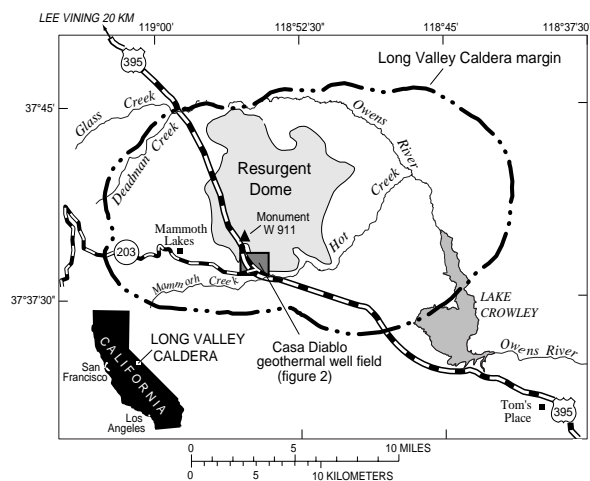 LEE VINING 20 KM
119°00'
118°52'30"
118°45'
118°37'30
395
Long Valley Caldera margin
37°45'
Glass Creek
Deadman Creek
Owens River
Resurgent
Dome
Hot Creek
Monument
W 911
Mammoth
Lakes
203
Mammorh Creek
37°37'30"
LAKE
CROWLEY
Casa Diablo
geothermal well field
(figure 2)
LONG VALLEY
CALDERA
CALIFORNIA
San
Francisco
Los
Angeles
Owens River
Tom's
Place
395
0 5 10 MILES
0 5 10 KILOMETERS